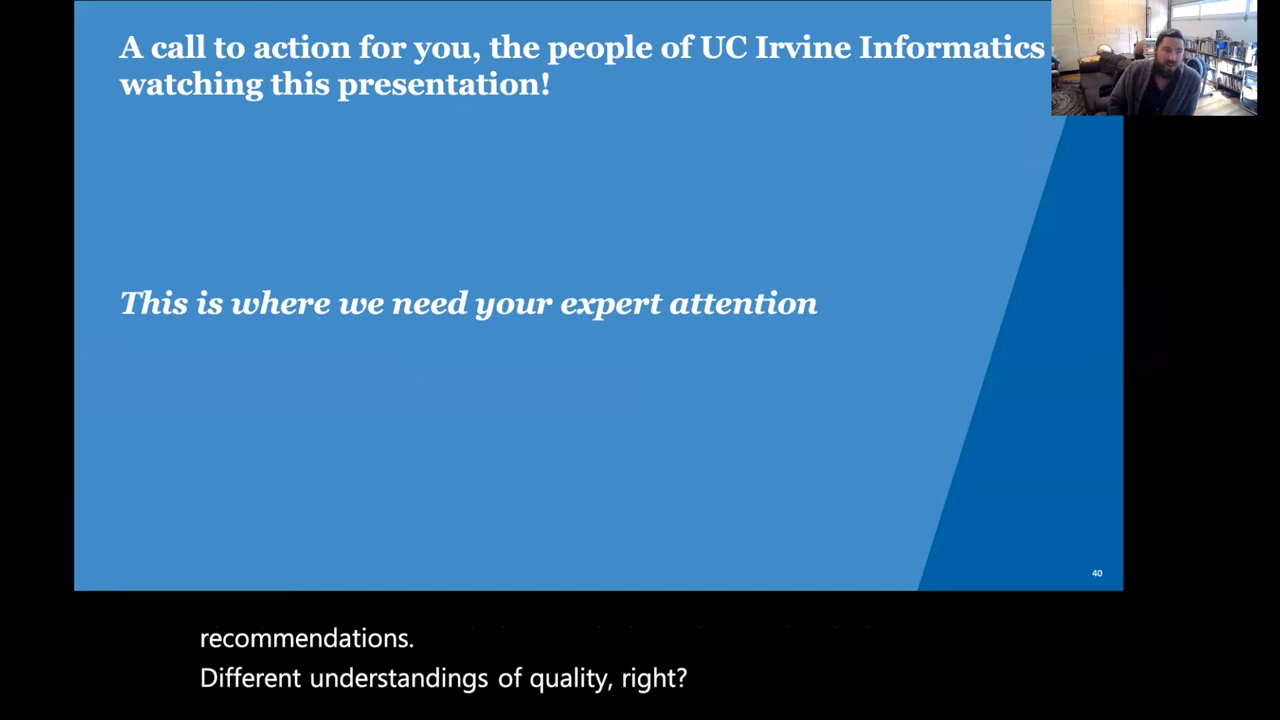 A call to action for you, the people of UC Irvine Informatics
watching this presentation!
This is where we need your expert attention
40
recommendations.
Different understandings of quality, right?